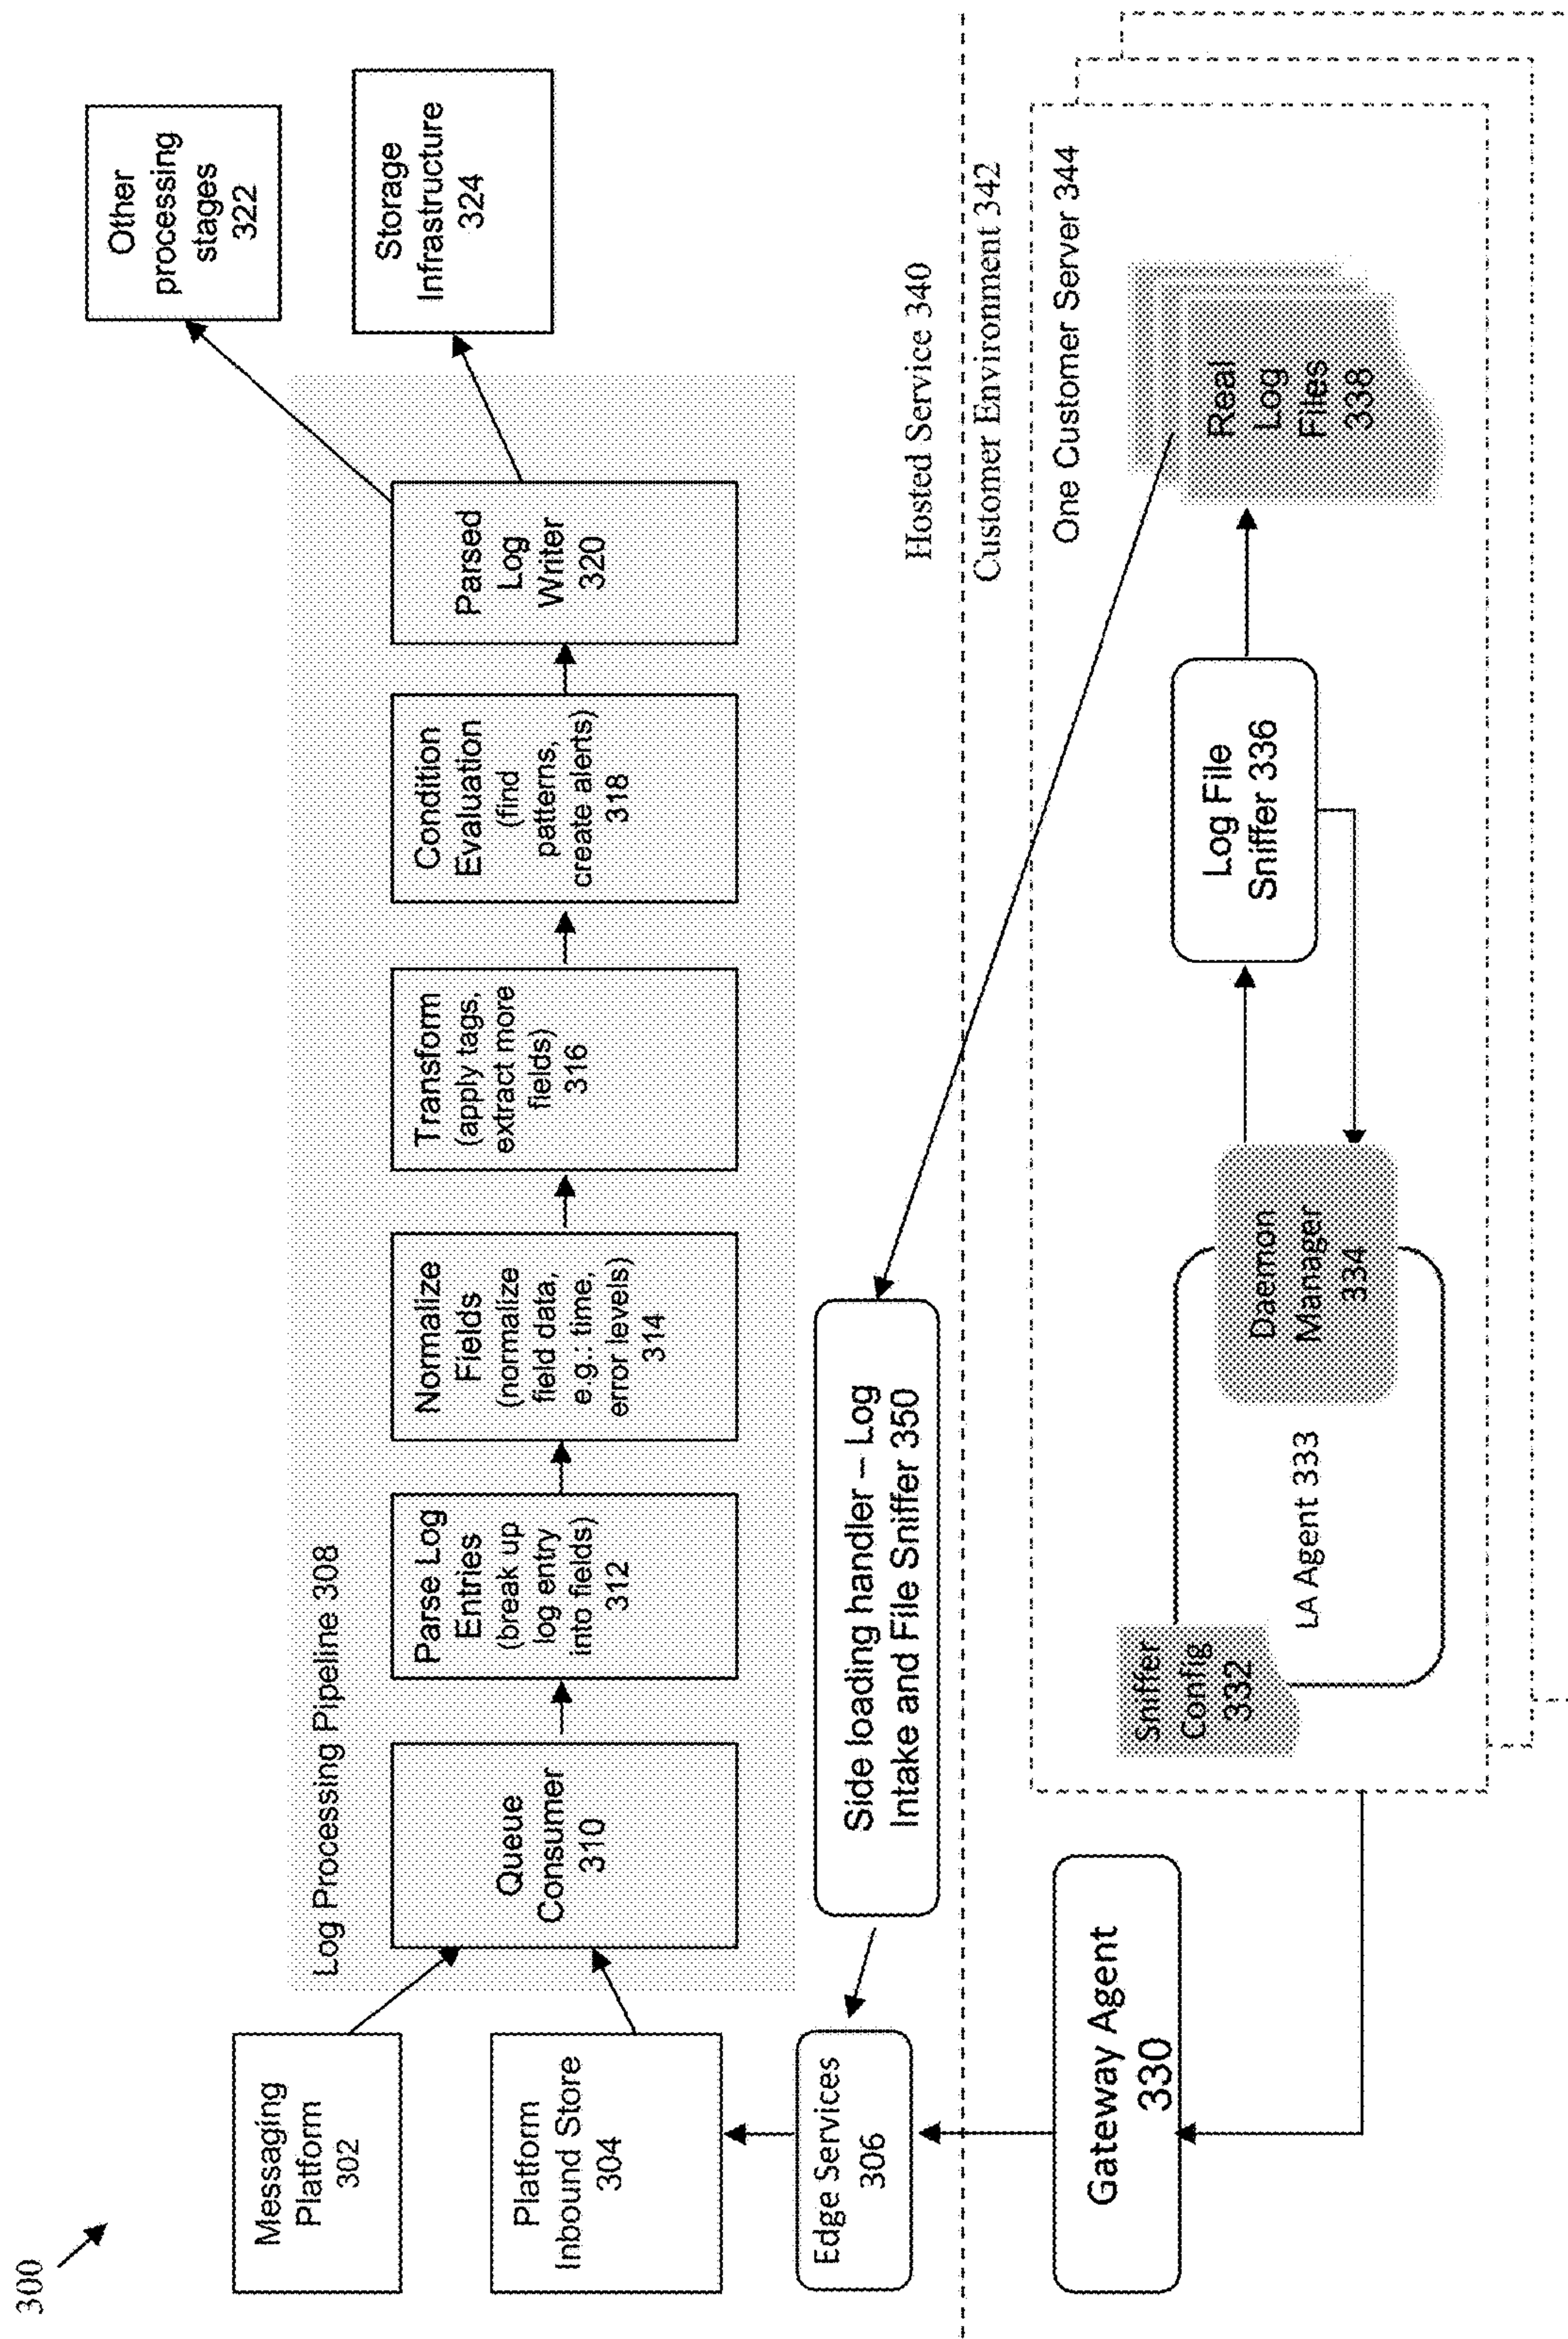 300
Messaging
Platform
302
Platform
Inbound Store
304
Edge Services
306
Log Processing Pipeline 308
Queue
Consumer
310
Parse Log
Entries
(break up
log entry
into fields)
312
Normalize
Fields
(normalize
field data,
e.g.: time,
error levels)
314
Transform
(apply tags,
extract more
fields)
316
Condition
Evaluation
(find
patterns,
create alerts)
318
Parsed
Log
Writer
320
Other
processing
stages
322
Storage
Infrastructure
324
Side loading handler – Log
Intake and File Sniffer 350
Hosted Service 340
Customer Environment 342
Gateway Agent
330
One Customer Server 344
Sniffer
Config
332
LA Agent 333
Daemon
Manager
334
Log File
Sniffer 336
Real
Log
Files
338